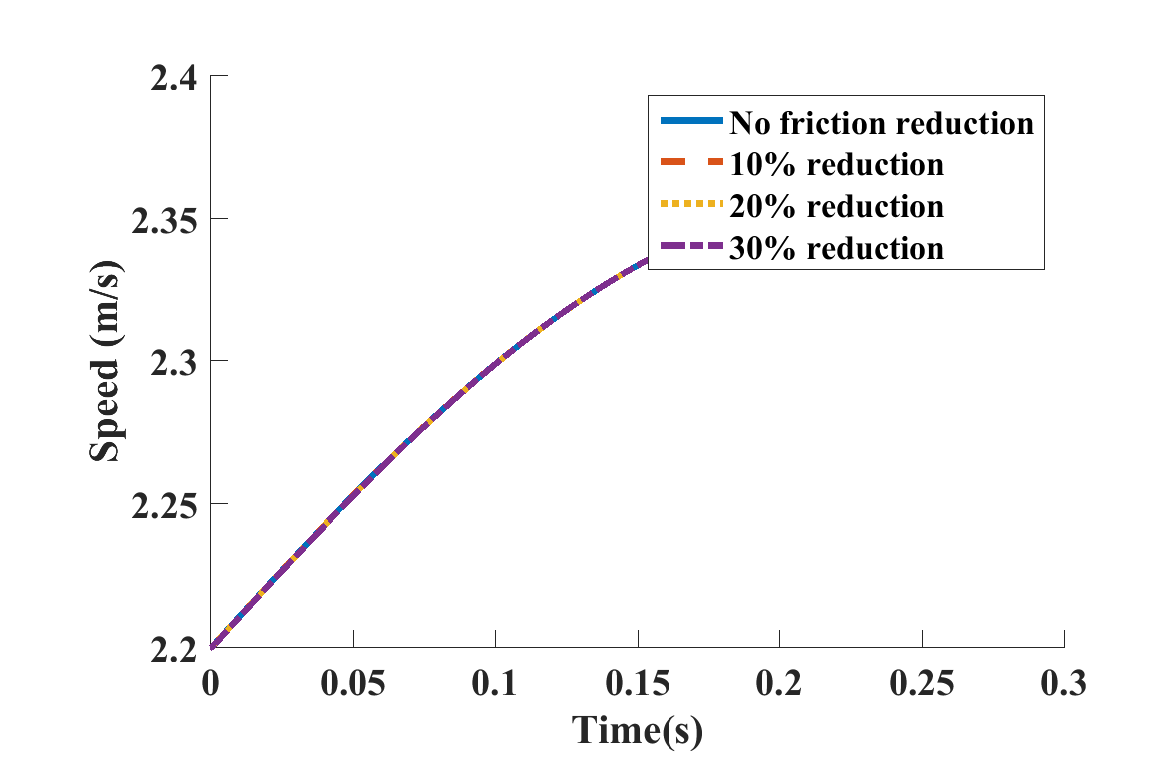 2.4
2.35
2.3
2.25
2.2
Speed (m/s)
No friction reduction
10% reduction
20% reduction
30% reduction
0 0.05 0.1 0.15 0.2 0.25 0.3
Time(s)